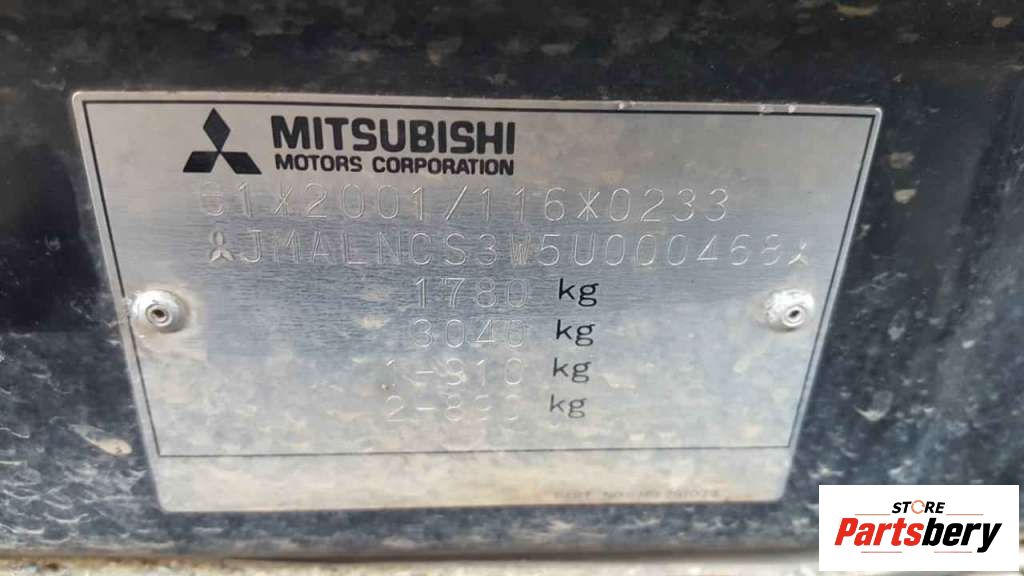 MITSUBISHI
MOTORS CORPORATION
e1*2001/116*0233
JMALNCS3W5U000468
1780 kg
3040 kg
1-910 kg
kg
STORE
Partsbery